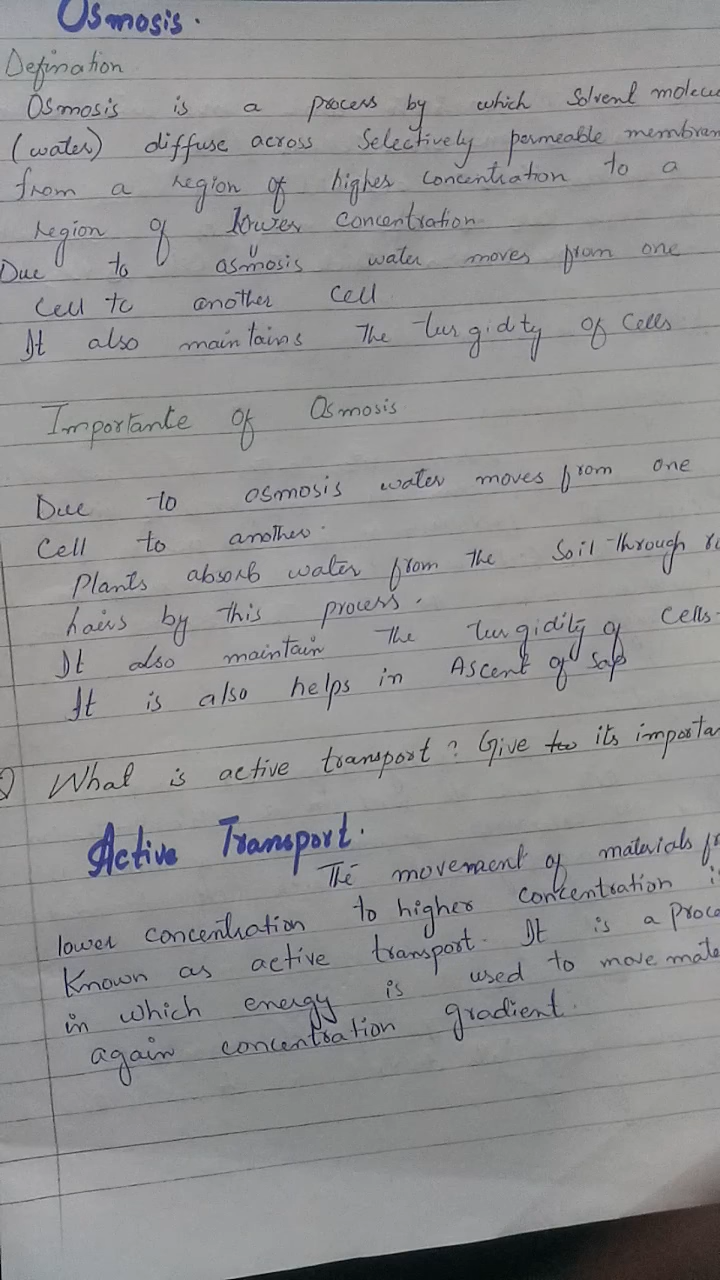 Osmosis.
Defination
Osmosis is a process by which solvent molecu
(water) diffuse across selectively permeable membran
from a region of higher concentration to a
region of lower concentration
Due to osmosis water moves from one
cell to another cell
It also maintains the turgidity of cells
Importante of Osmosis
Due to osmosis water moves from one
cell to another.
Plants absorb water from the soil through
hairs by this process.
It also maintain the turgidity of cells.
It is also helps in Ascent of sap
What is active transport? Give its importa
Active Transport.
The movement of materials
lower concentration to higher concentration
known as active transport. It is a proce
in which energy is used to move mate
again concentration gradient.